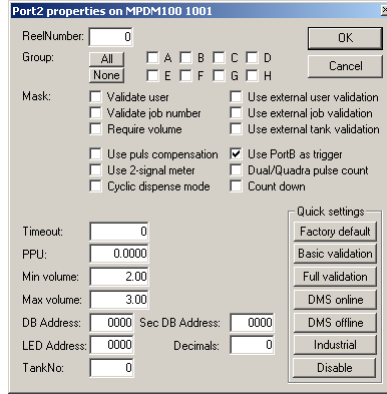 Port2 properties on MPDM100 1001
ReelNumber: 0 OK
Group: All A B C D Cancel
None E F G H
Mask: Validate user Use external user validation
Validate job number Use external job validation
Require volume Use external tank validation
Use puls compensation Use PortB as trigger
Use 2-signal meter Dual/Quadra pulse count
Cyclic dispense mode Count down
Quick settings
Timeout: 0 Factory default
PPU: 0.0000 Basic validation
Min volume: 2.00 Full validation
Max volume: 3.00 DMS online
DB Address: 0000 Sec DB Address: 0000 DMS offline
LED Address: 0000 Decimals: 0 Industrial
TankNo: 0 Disable